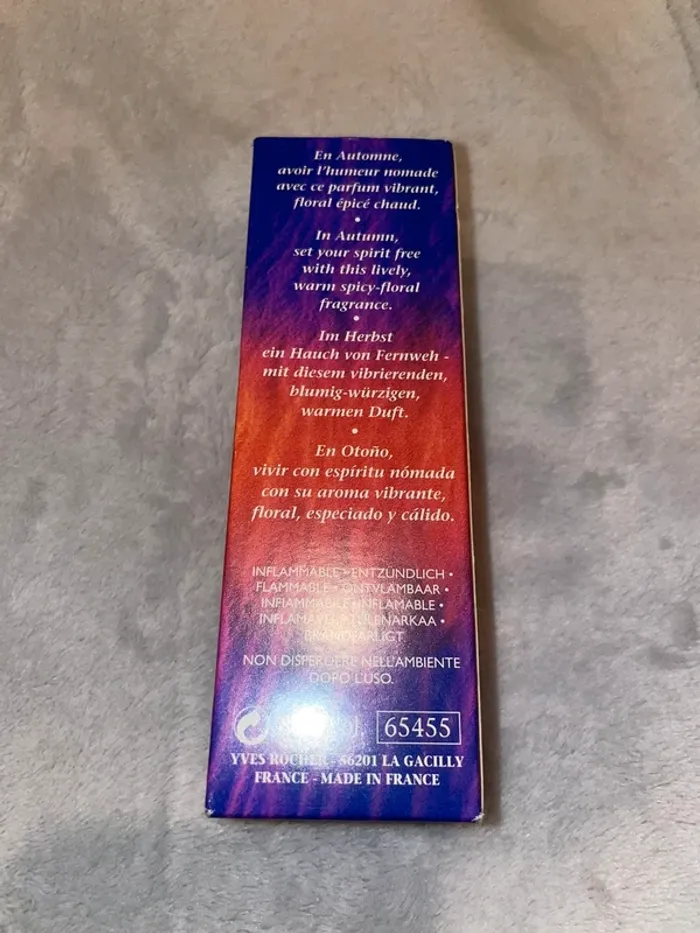 En Automne,
avoir l'humeur nomade
avec ce parfum vibrant,
floral épicé chaud.
•
In Autumn,
set your spirit free
with this lively,
warm spicy-floral
fragrance.
•
Im Herbst
ein Hauch von Fernweh -
mit diesem vibrierenden,
blumig-würzigen,
warmen Duft.
•
En Otoño,
vivir con espíritu nómada
con su aroma vibrante,
floral, especiado y cálido.
INFLAMMABLE • ENTZÜNDLICH •
FLAMMABLE • ONTVLAMBAAR •
INFIAMMABILE • INFLAMABLE •
INFLAMAVEL • TULENARKAA •
BRANDFARLIGT
NON DISPERDERE NELL'AMBIENTE
DOPO L'USO.
65455
YVES ROCHER - 56201 LA GACILLY
FRANCE - MADE IN FRANCE